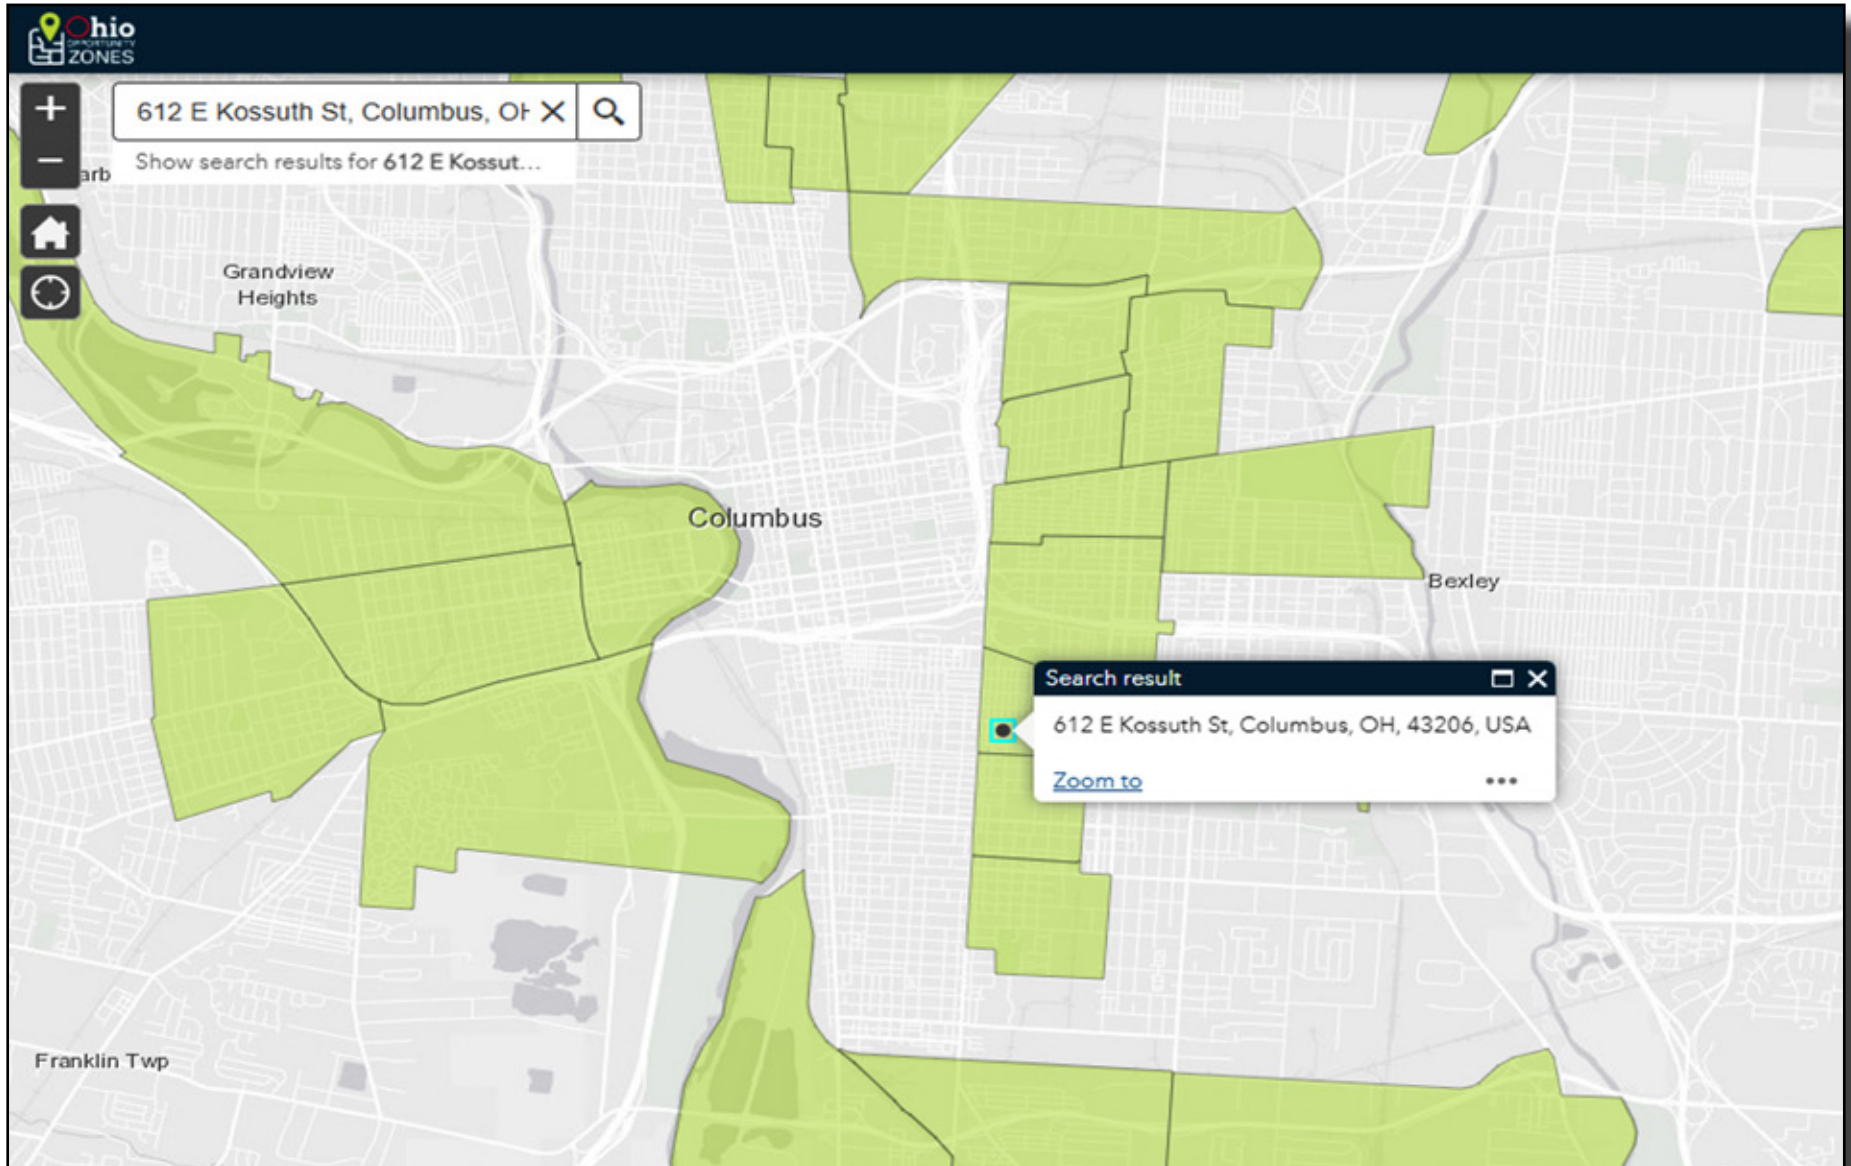 Ohio
OPPORTUNITY
ZONES
+
612 E Kossuth St, Columbus, OH
Show search results for 612 E Kossut...
−
arb
Grandview
Heights
Columbus
Bexley
Search result
612 E Kossuth St, Columbus, OH, 43206, USA
Zoom to
•••
Franklin Twp